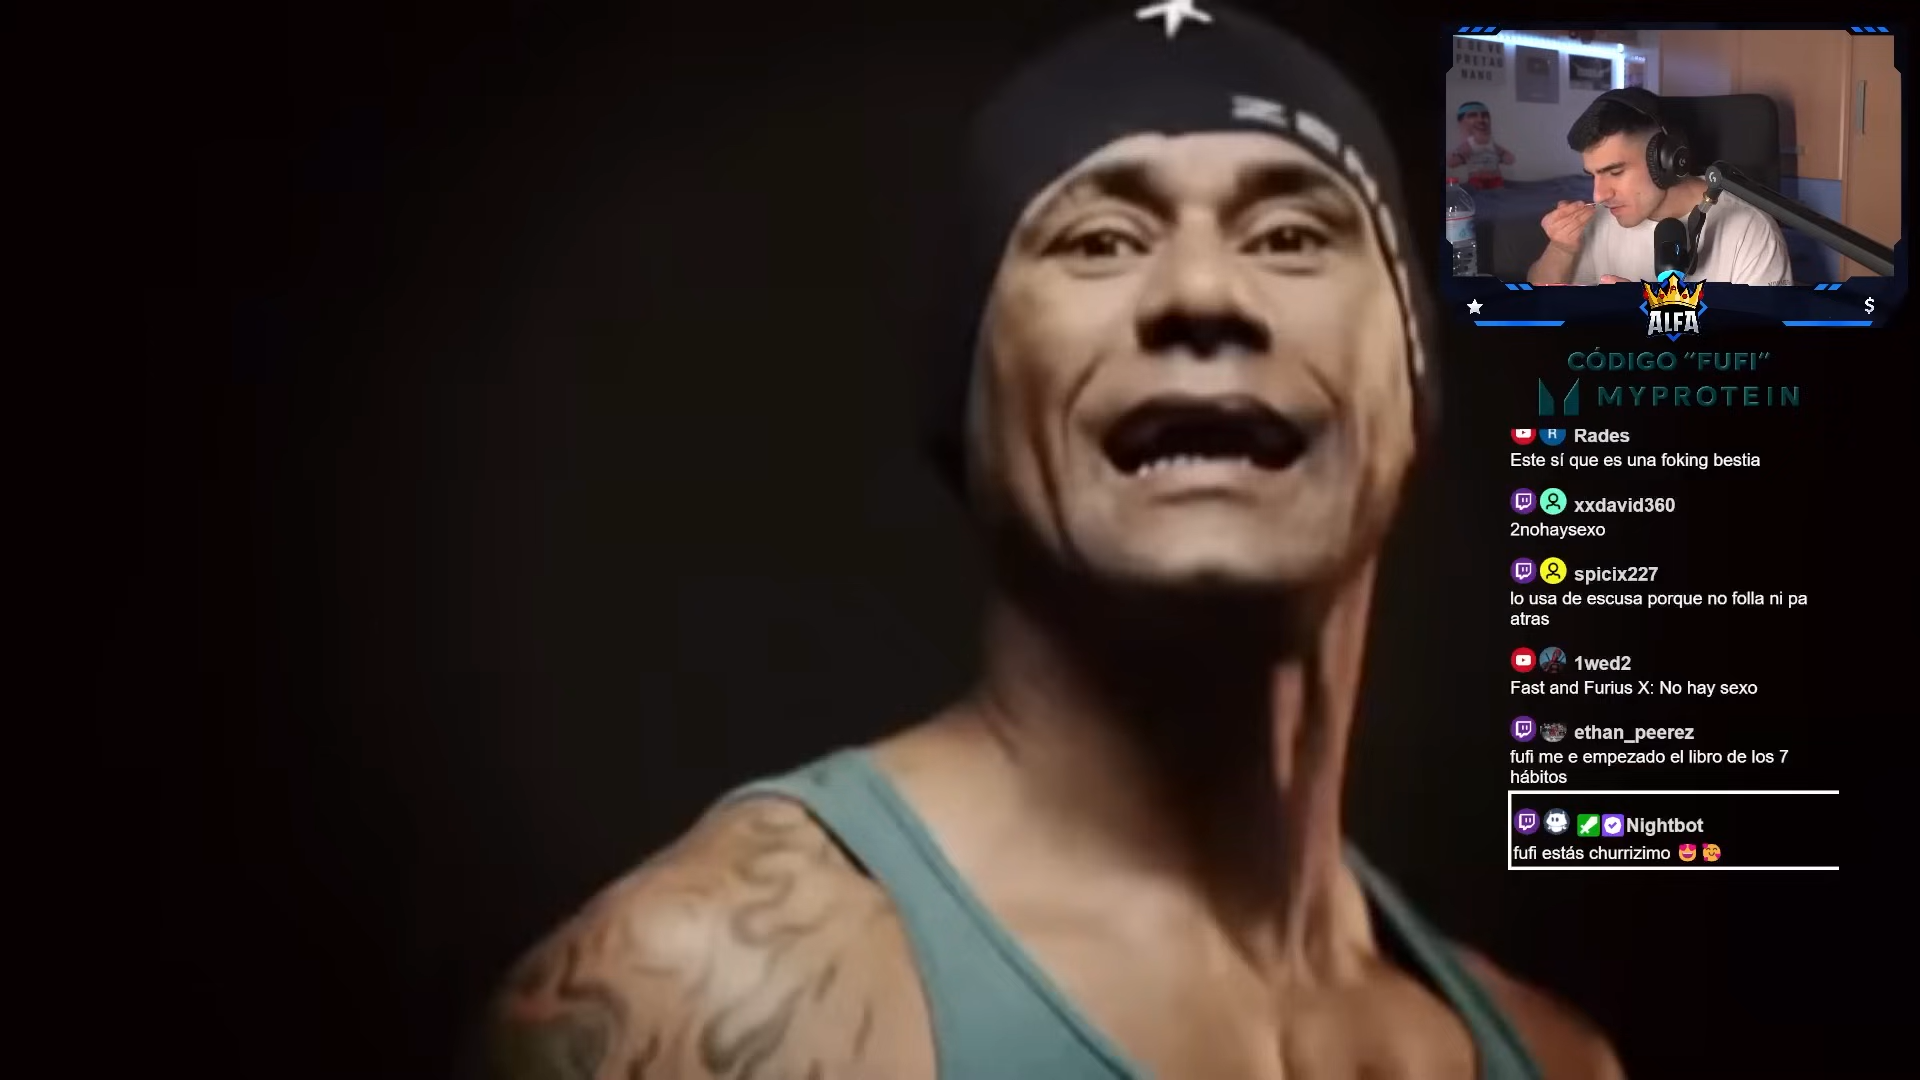 ALFA
$
CÓDIGO “FUFI”
MYPROTEIN
R Rades
Este sí que es una foking bestia
xxdavid360
2nohaysexo
spicix227
lo usa de escusa porque no folla ni pa
atras
1wed2
Fast and Furius X: No hay sexo
ethan_peerez
fufi me e empezado el libro de los 7
hábitos
Nightbot
fufi estás churrizimo 😍 🥰